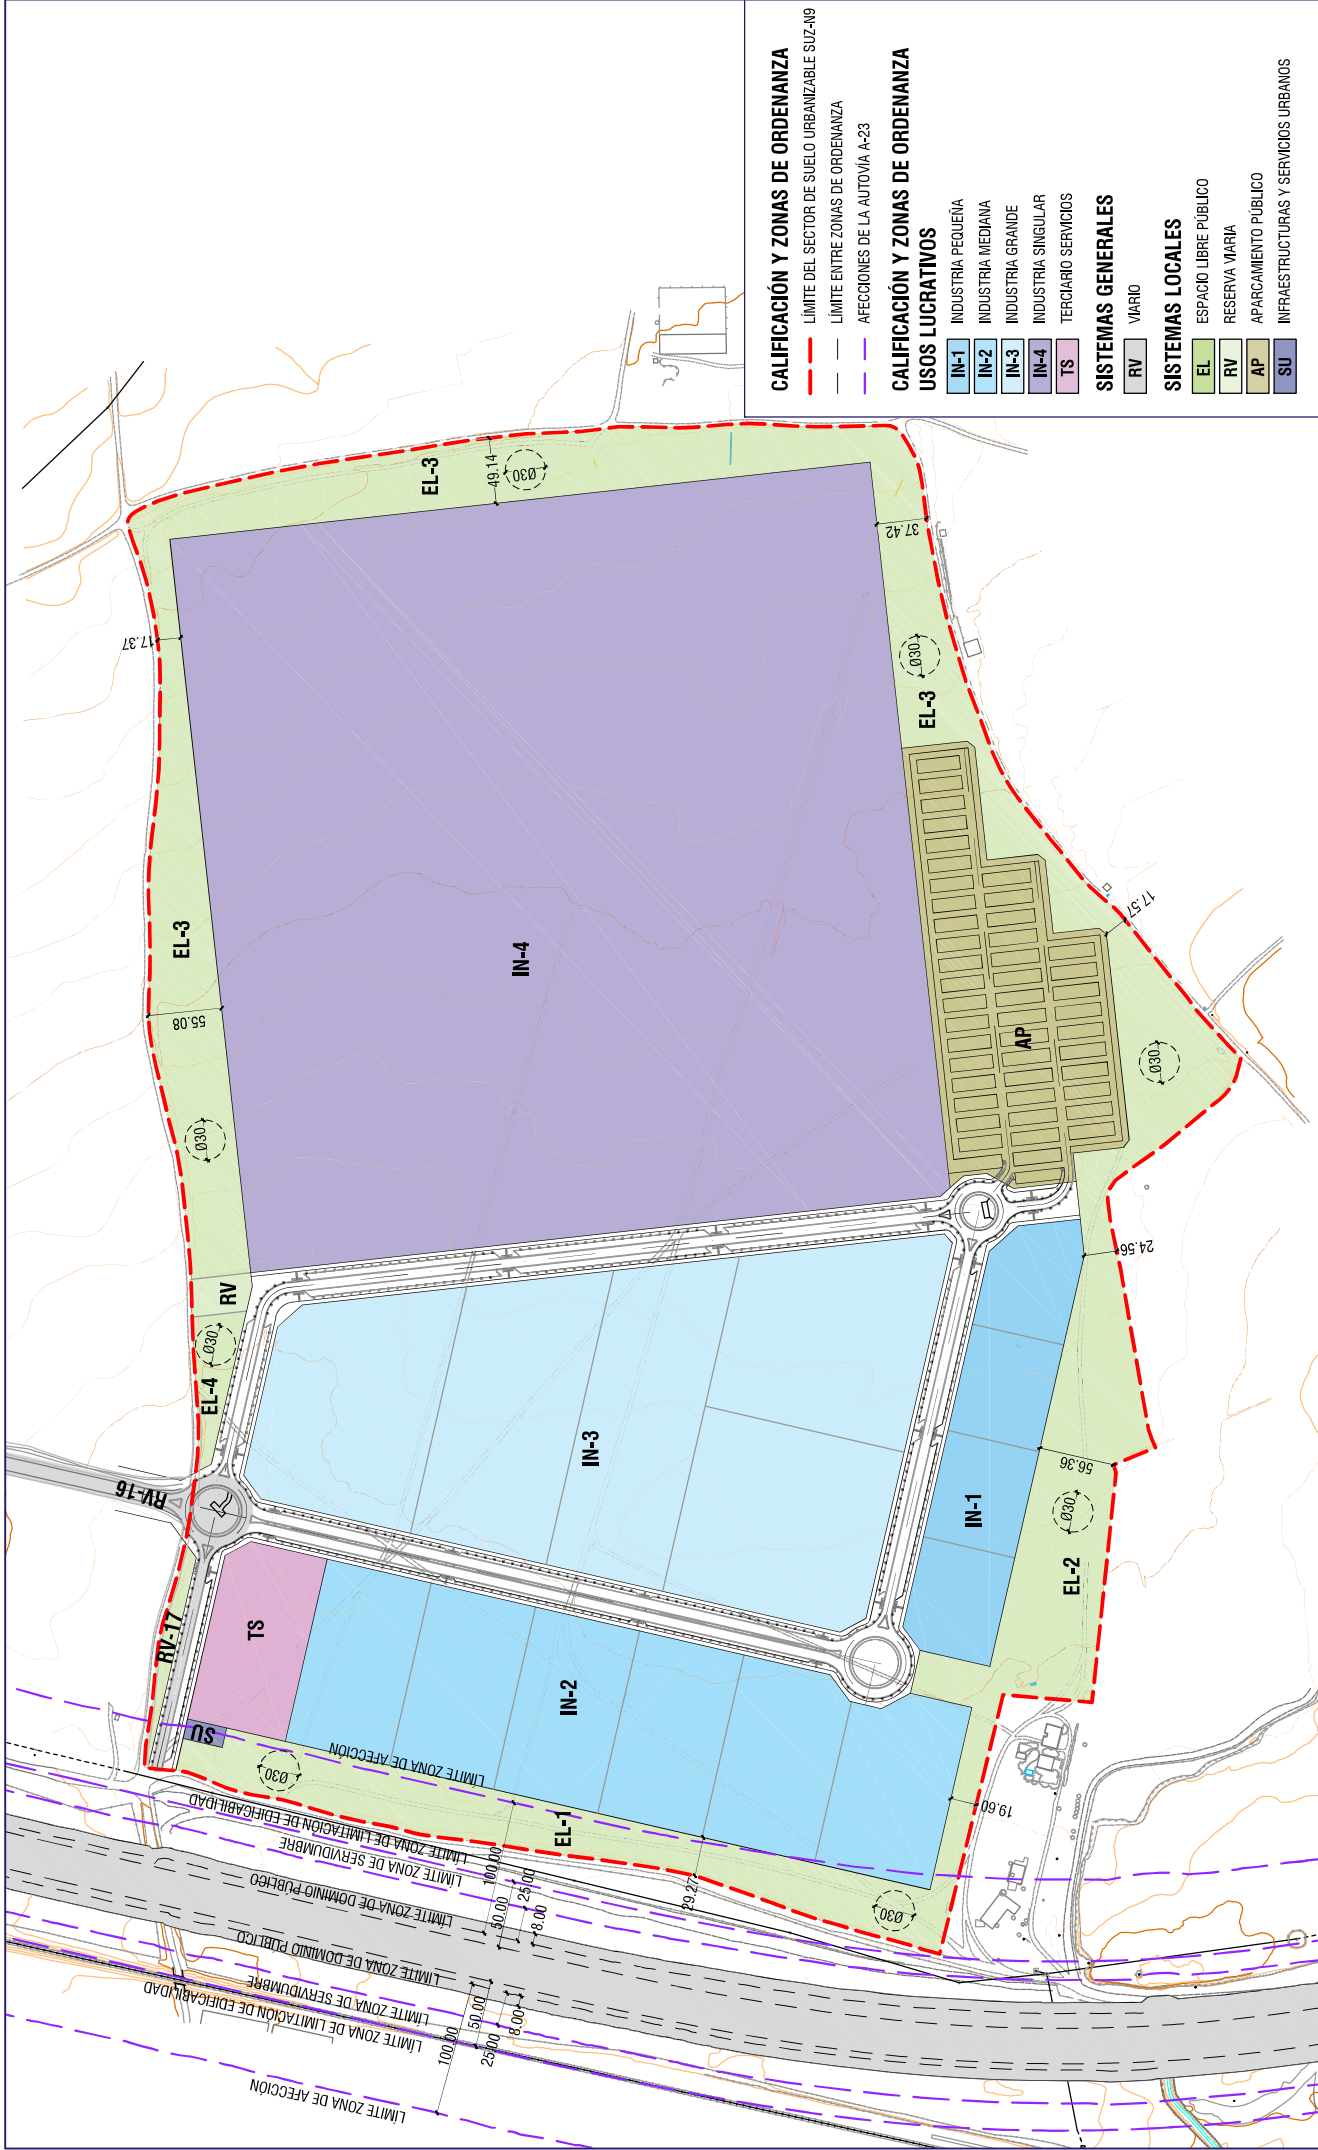 CALIFICACIÓN Y ZONAS DE ORDENANZA
LÍMITE DEL SECTOR DE SUELO URBANIZABLE SUZ-N9
LÍMITE ENTRE ZONAS DE ORDENANZA
AFECCIONES DE LA AUTOVÍA A-23
CALIFICACIÓN Y ZONAS DE ORDENANZA
USOS LUCRATIVOS
IN-1 INDUSTRIA PEQUEÑA
IN-2 INDUSTRIA MEDIANA
IN-3 INDUSTRIA GRANDE
IN-4 INDUSTRIA SINGULAR
TS TERCIARIO SERVICIOS
SISTEMAS GENERALES
RV VIARIO
SISTEMAS LOCALES
EL ESPACIO LIBRE PÚBLICO
RV RESERVA VIARIA
AP APARCAMIENTO PÚBLICO
SU INFRAESTRUCTURAS Y SERVICIOS URBANOS
EL-3
49.14
Ø30
17.37
37.42
Ø30
EL-3
EL-3
55.08
Ø30
IN-4
17.57
AP
Ø30
RV
Ø30
EL-4
24.56
RV-16
IN-3
56.36
IN-1
Ø30
EL-2
RV-17
TS
SU
IN-2
Ø30
EL-1
19.60
29.27
Ø30
LÍMITE ZONA DE AFECCIÓN
LÍMITE ZONA DE LIMITACIÓN DE EDIFICABILIDAD
LÍMITE ZONA DE SERVIDUMBRE
LÍMITE ZONA DE DOMINIO PÚBLICO
100.00
50.00
25.00
8.00
LÍMITE ZONA DE DOMINIO PÚBLICO
LÍMITE ZONA DE SERVIDUMBRE
LÍMITE ZONA DE LIMITACIÓN DE EDIFICABILIDAD
LÍMITE ZONA DE AFECCIÓN
100.00
50.00
25.00
8.00